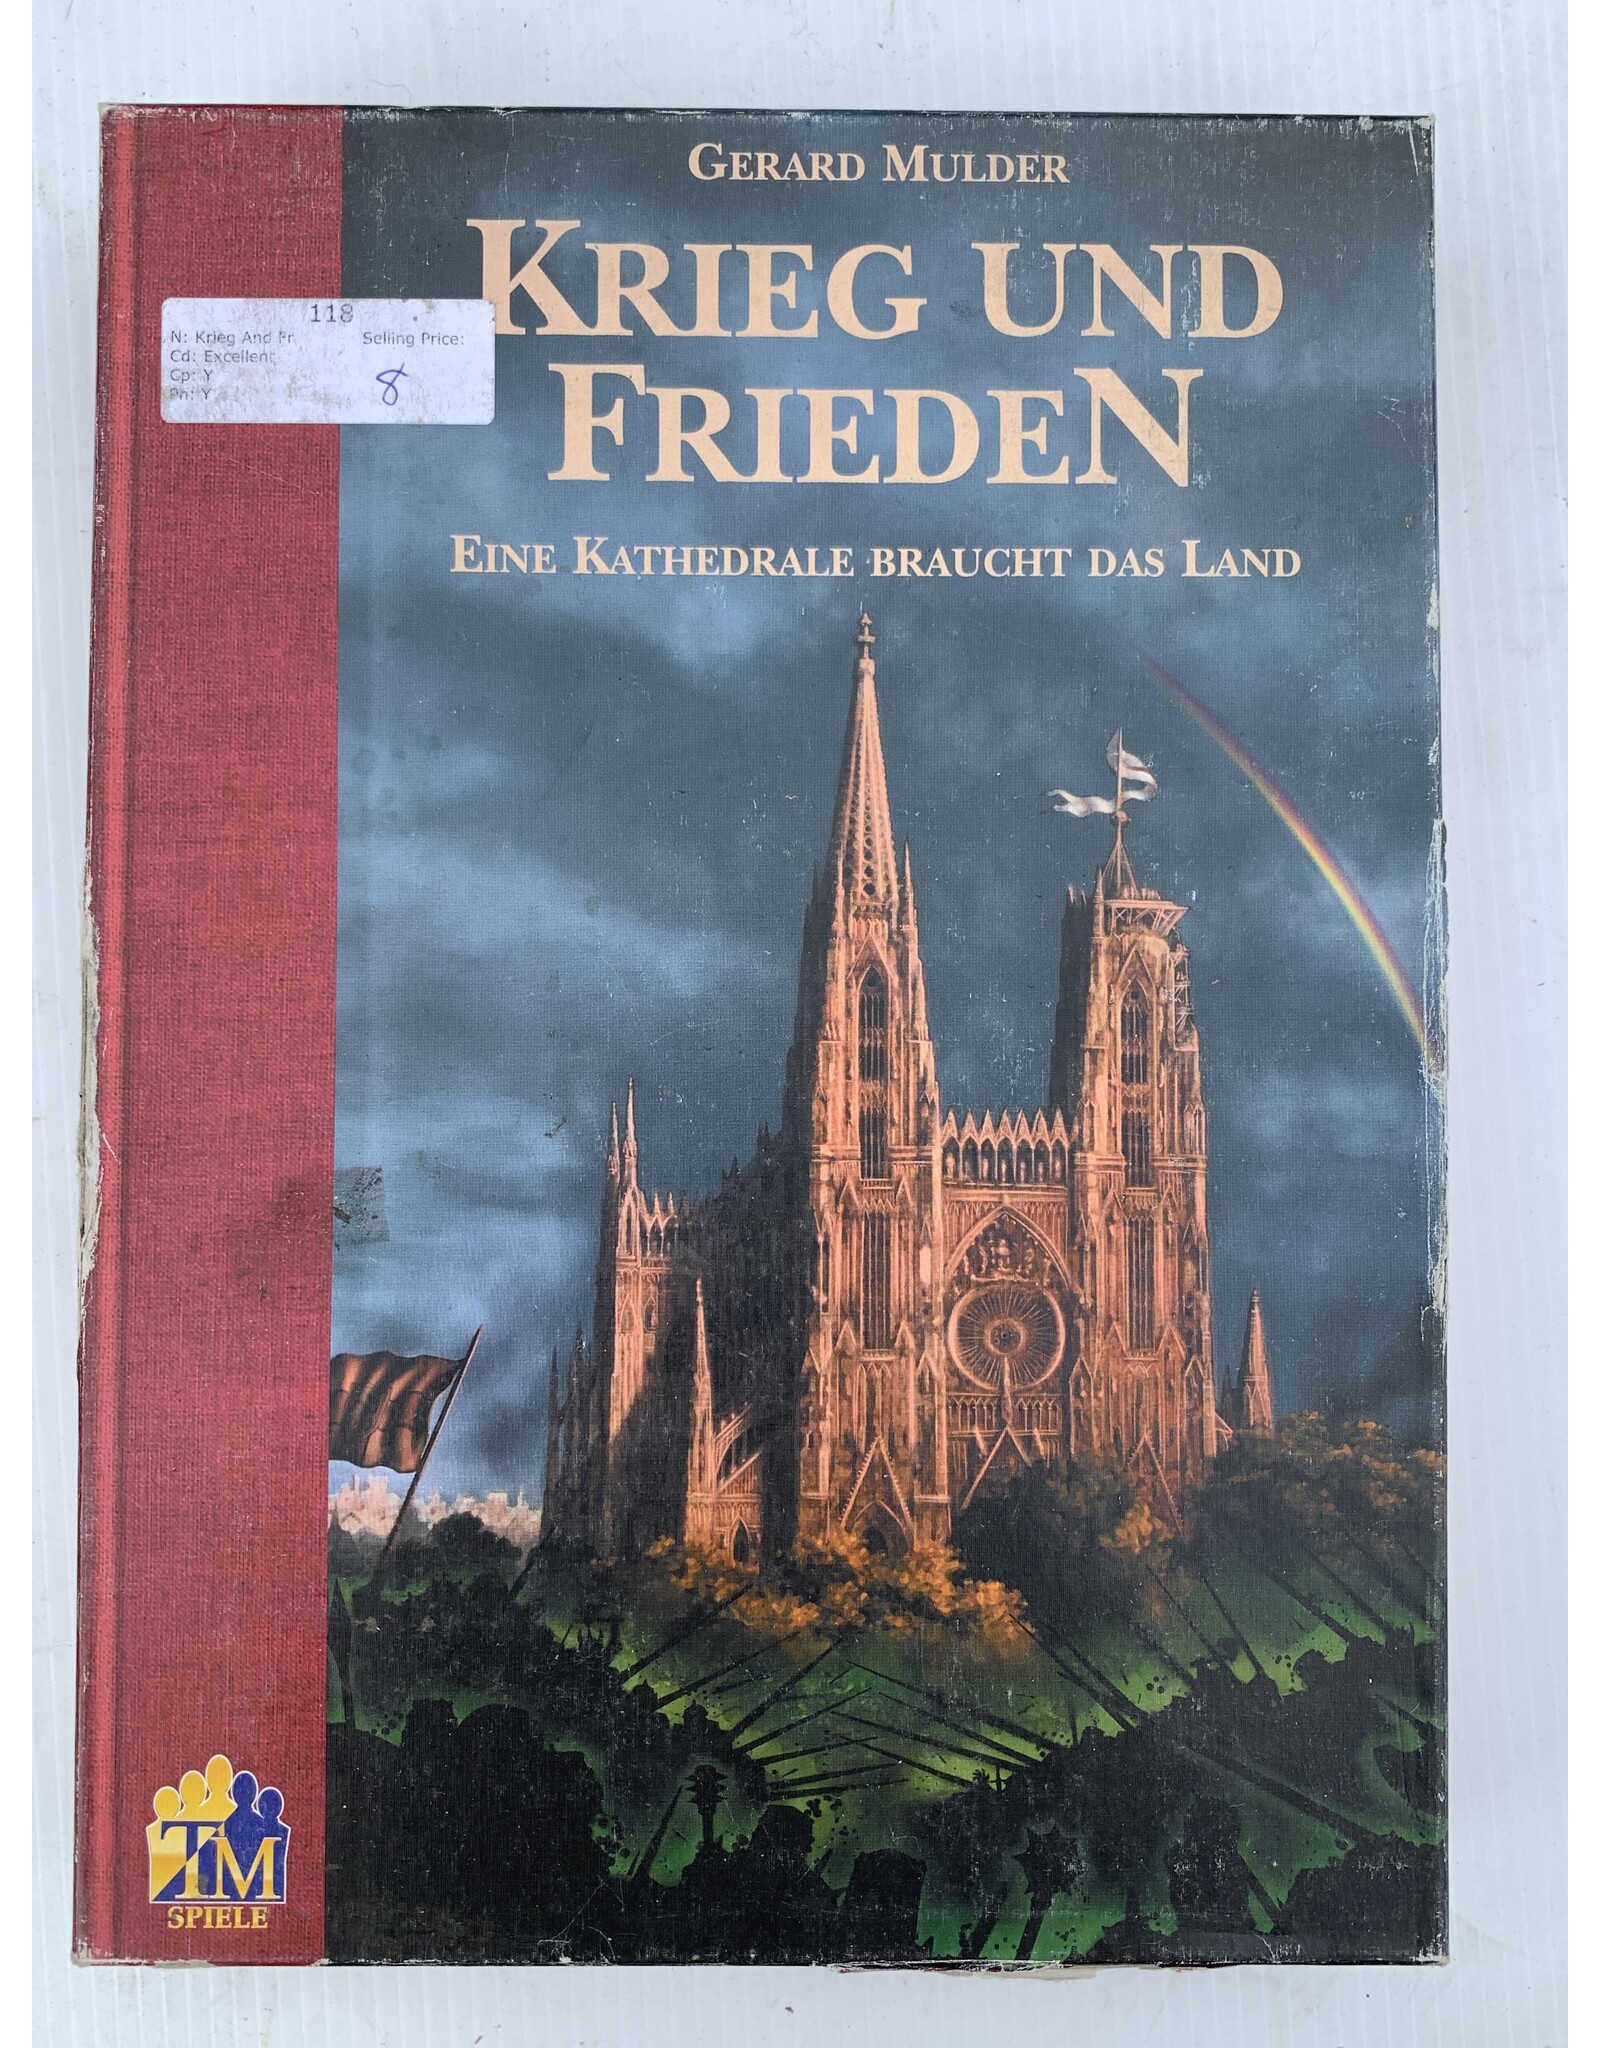 GERARD MULDER
KRIEG UND
FRIEDEN
EINE KATHEDRALE BRAUCHT DAS LAND
118
N: Krieg And Fr Selling Price:
Cd: Excellent
Cp: Y
Pn: Y
8
TM
SPIELE